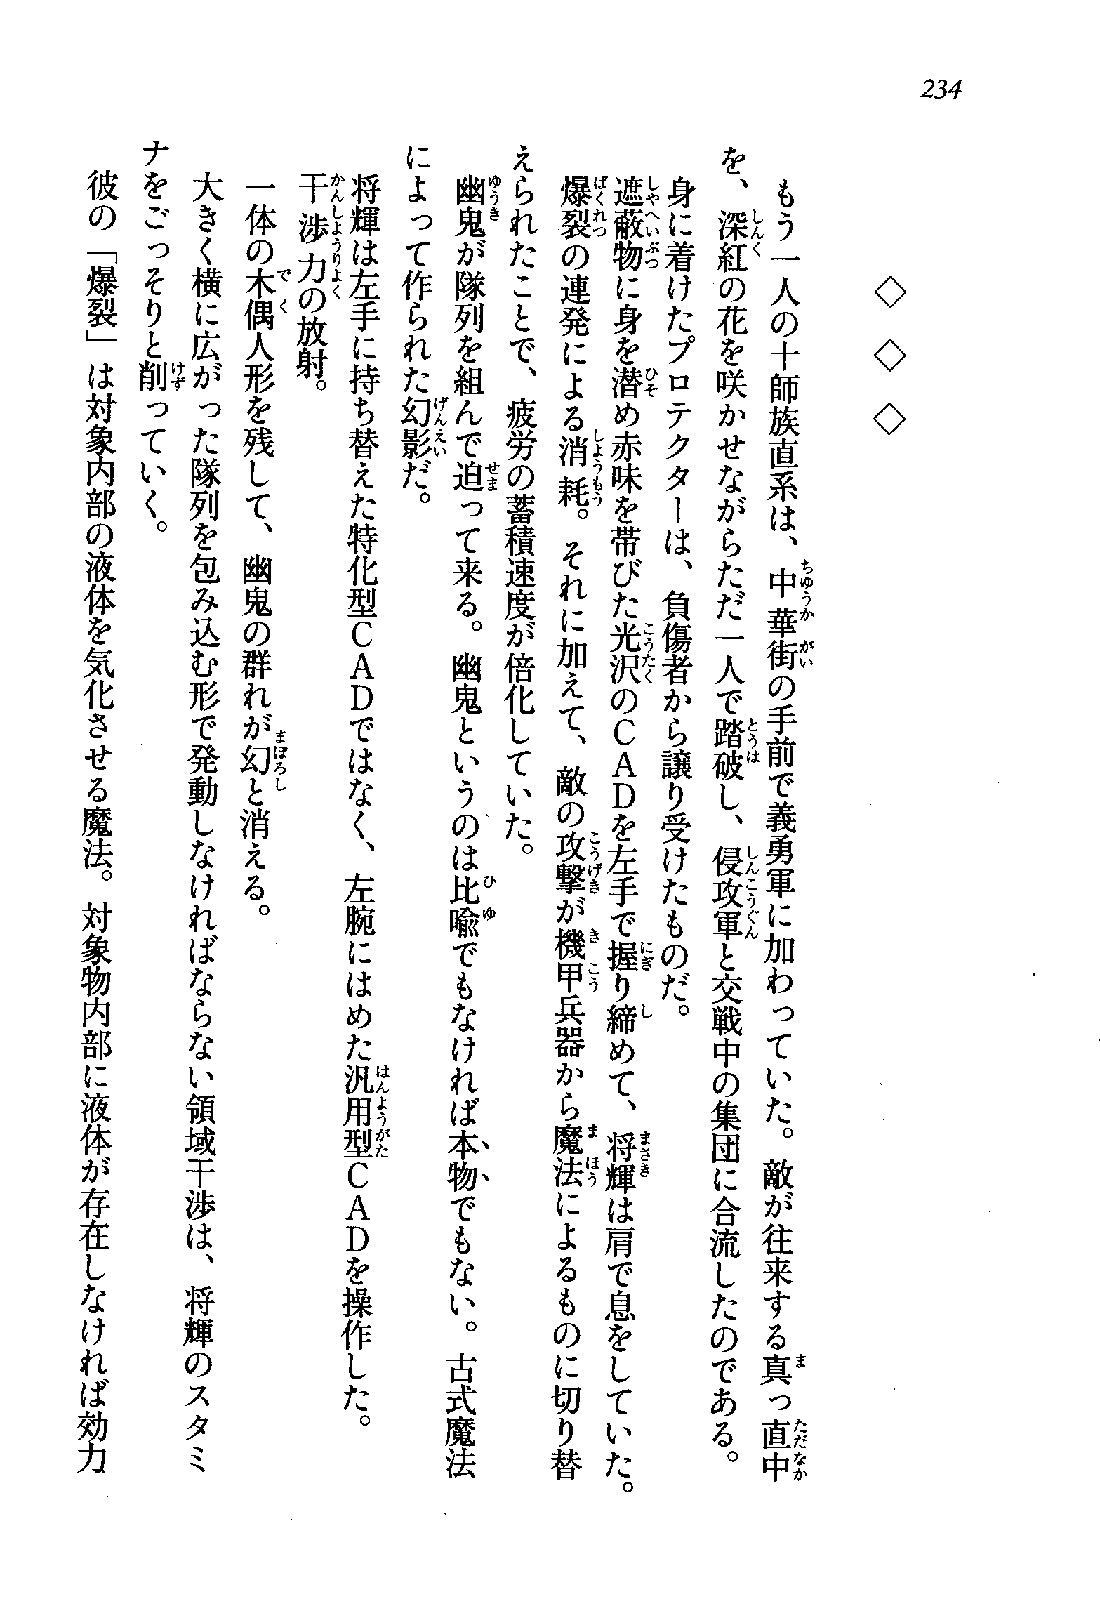 234
◇ ◇ ◇
もう一人の十師族直系は、中華街の手前で義勇軍に加わっていた。敵が往来する真っ直中
を、深紅の花を咲かせながらただ一人で踏破し、侵攻軍と交戦中の集団に合流したのである。
身に着けたプロテクターは、負傷者から譲り受けたものだ。
遮蔽物に身を潜め赤味を帯びた光沢のCADを左手で握り締めて、将輝は肩で息をしていた。
爆裂の連発による消耗。それに加えて、敵の攻撃が機甲兵器から魔法によるものに切り替
えられたことで、疲労の蓄積速度が倍化していた。
幽鬼が隊列を組んで迫って来る。幽鬼というのは比喩でもなければ本物でもない。古式魔法
によって作られた幻影だ。
将輝は左手に持ち替えた特化型CADではなく、左腕にはめた汎用型CADを操作した。
干渉力の放射。
一体の木偶人形を残して、幽鬼の群れが幻と消える。
大きく横に広がった隊列を包み込む形で発動しなければならない領域干渉は、将輝のスタミ
ナをごっそりと削っていく。
彼の「爆裂」は対象内部の液体を気化させる魔法。対象物内部に液体が存在しなければ効力